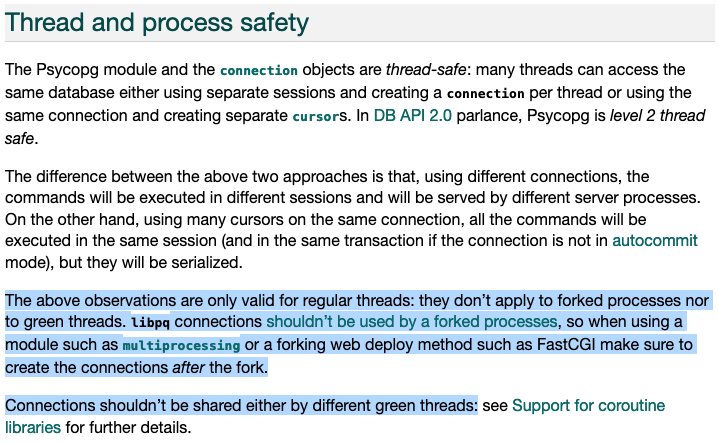 Thread and process safety
The Psycopg module and the connection objects are thread-safe: many threads can access the
same database either using separate sessions and creating a connection per thread or using the
same connection and creating separate cursors. In DB API 2.0 parlance, Psycopg is level 2 thread
safe.
The difference between the above two approaches is that, using different connections, the
commands will be executed in different sessions and will be served by different server processes.
On the other hand, using many cursors on the same connection, all the commands will be
executed in the same session (and in the same transaction if the connection is not in autocommit
mode), but they will be serialized.
The above observations are only valid for regular threads: they don’t apply to forked processes nor
to green threads. libpq connections shouldn’t be used by a forked processes, so when using a
module such as multiprocessing or a forking web deploy method such as FastCGI make sure to
create the connections after the fork.
Connections shouldn’t be shared either by different green threads: see Support for coroutine
libraries for further details.